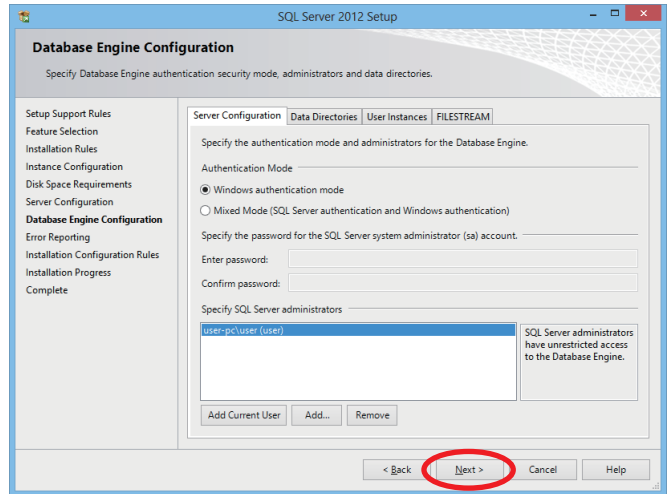 SQL Server 2012 Setup
Database Engine Configuration
Specify Database Engine authentication security mode, administrators and data directories.
Setup Support Rules
Feature Selection
Installation Rules
Instance Configuration
Disk Space Requirements
Server Configuration
Database Engine Configuration
Error Reporting
Installation Configuration Rules
Installation Progress
Complete
Server Configuration Data Directories User Instances FILESTREAM
Specify the authentication mode and administrators for the Database Engine.
Authentication Mode
Windows authentication mode
Mixed Mode (SQL Server authentication and Windows authentication)
Specify the password for the SQL Server system administrator (sa) account.
Enter password:
Confirm password:
Specify SQL Server administrators
user-pc\user (user)
SQL Server administrators
have unrestricted access
to the Database Engine.
Add Current User Add... Remove
< Back Next > Cancel Help